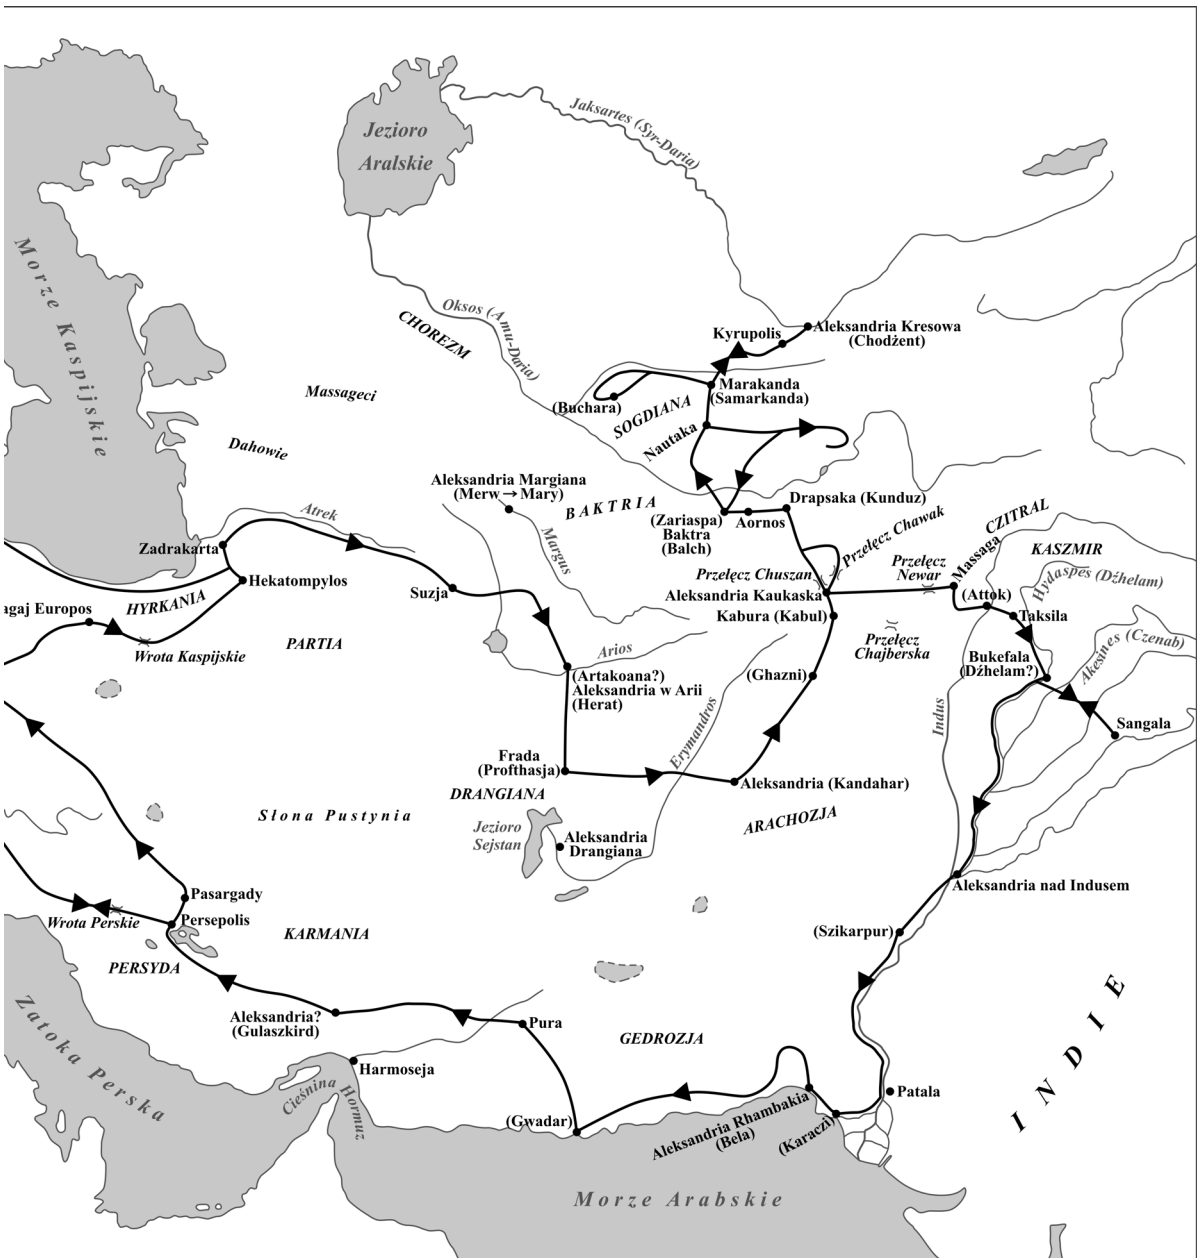 Jezioro
Aralskie
Jaksartes (Syr-Daria)
Morze Kaspijskie
Oksos (Amu-Daria)
CHOREZM
Kyrupolis
Aleksandria Kresowa
(Chodżent)
Massageci
(Buchara)
Marakanda
(Samarkanda)
SOGDIANA
Nautaka
Dahowie
Aleksandria Margiana
(Merw → Mary)
BAKTRIA
Drapsaka (Kunduz)
(Zariaspa)
Baktra
(Balch)
Aornos
Atrek
Margus
Przełęcz Chawak
CZITRAL
Zadrakarta
Massaga
KASZMIR
Hekatompylos
Przełęcz Chuszan
Przełęcz
Newar
Hydaspes (Dżhelam)
Suzja
Aleksandria Kaukaska
(Attok)
agaj Europos
HYRKANIA
Kabura (Kabul)
Taksila
Wrota Kaspijskie
PARTIA
Arios
Przełęcz
Chajberska
Bukefala
(Dżhelam?)
Akesines (Czenab)
(Artakoana?)
Aleksandria w Arii
(Herat)
(Ghazni)
Indus
Sangala
Erymandros
Frada
(Profthasja)
Aleksandria (Kandahar)
DRANGIANA
Słona Pustynia
ARACHOZJA
Jezioro
Sejstan
Aleksandria
Drangiana
Pasargady
Aleksandria nad Indusem
Wrota Perskie
Persepolis
KARMANIA
(Szikarpur)
PERSYDA
Zatoka Perska
Aleksandria?
(Gulaszkird)
Pura
GEDROZJA
INDIE
Harmoseja
Cieśnina Hormuz
Patala
(Gwadar)
Aleksandria Rhambakia
(Bela)
(Karaczi)
Morze Arabskie